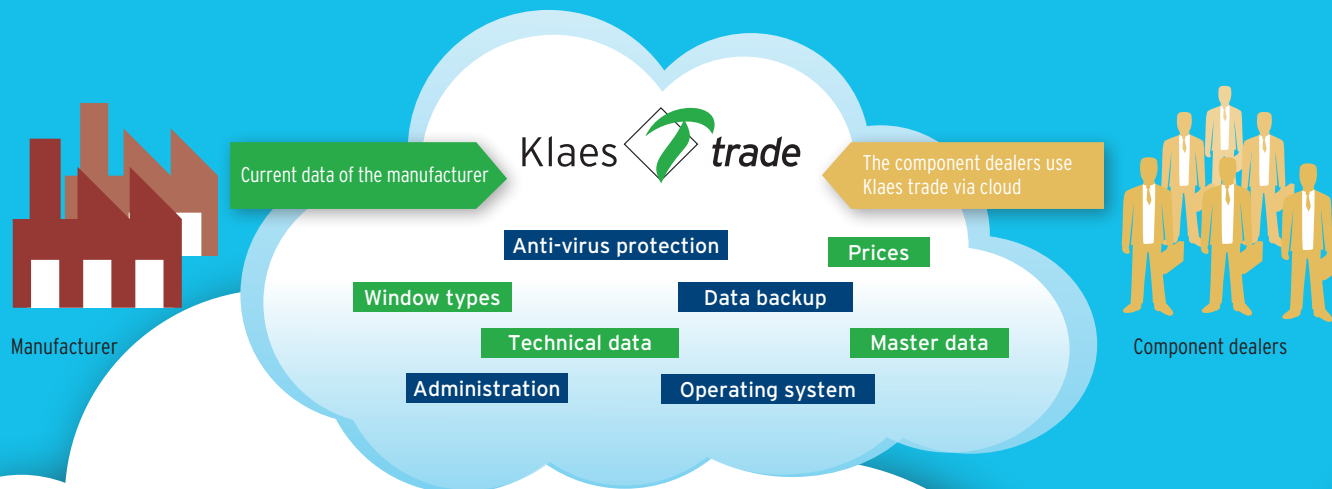 Klaes trade
Current data of the manufacturer
The component dealers use
Klaes trade via cloud
Anti-virus protection
Prices
Window types
Data backup
Technical data
Master data
Manufacturer
Component dealers
Administration
Operating system